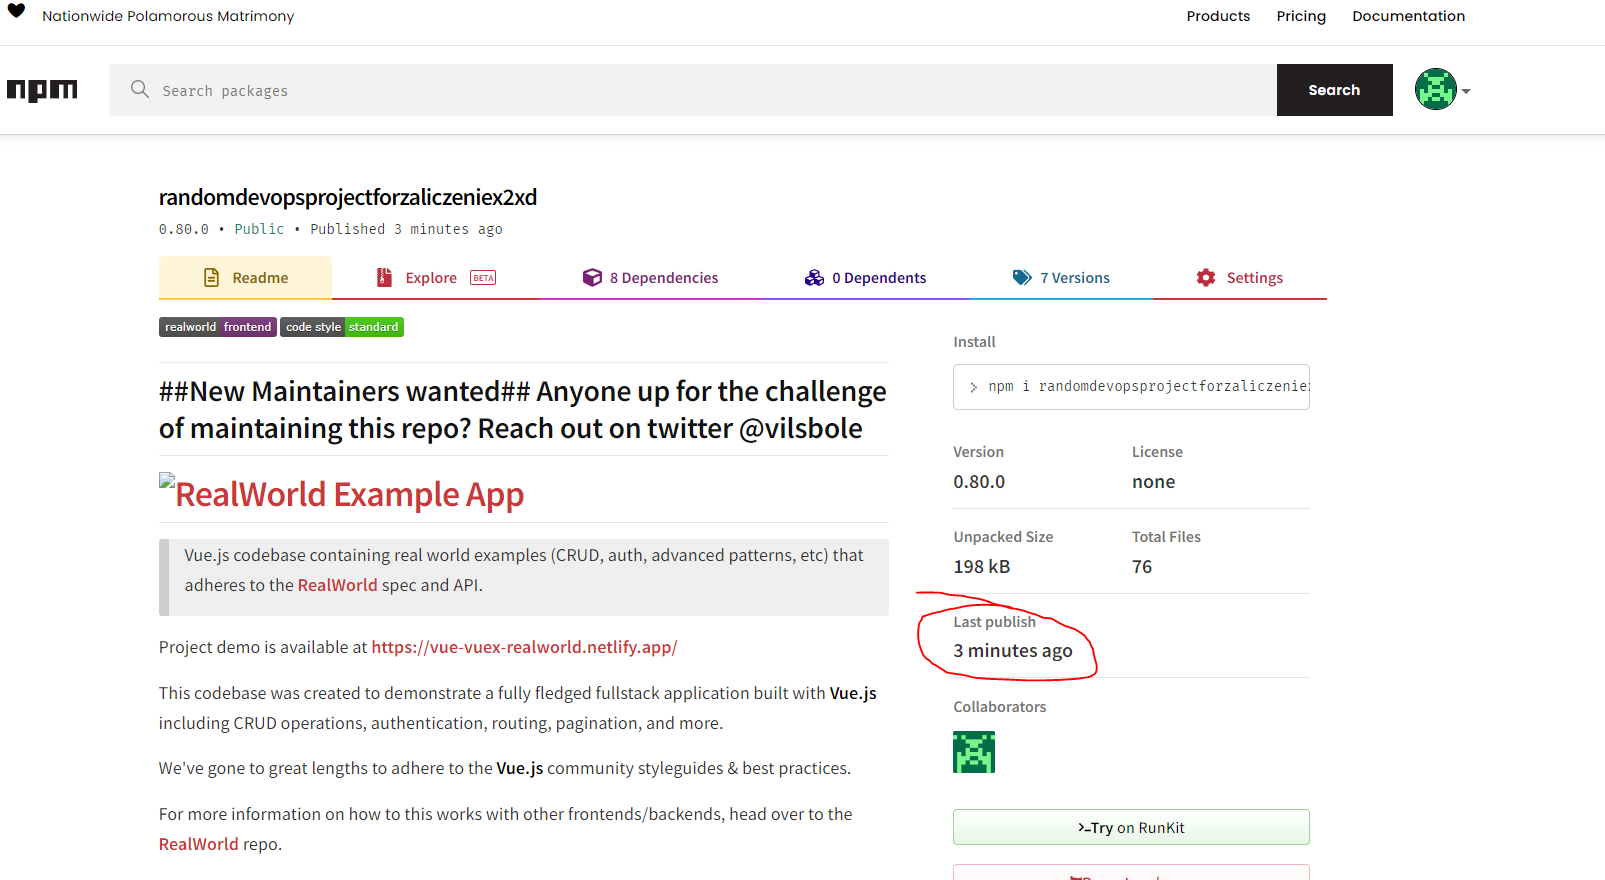 Nationwide Polamorous Matrimony
Products Pricing Documentation
npm
Search packages
Search
randomdevopsprojectforzaliczeniex2xd
0.80.0 • Public • Published 3 minutes ago
Readme
Explore BETA
8 Dependencies
0 Dependents
7 Versions
Settings
realworld frontend code style standard
##New Maintainers wanted## Anyone up for the challenge
of maintaining this repo? Reach out on twitter @vilsbole
RealWorld Example App
Vue.js codebase containing real world examples (CRUD, auth, advanced patterns, etc) that
adheres to the RealWorld spec and API.
Project demo is available at https://vue-vuex-realworld.netlify.app/
This codebase was created to demonstrate a fully fledged fullstack application built with Vue.js
including CRUD operations, authentication, routing, pagination, and more.
We've gone to great lengths to adhere to the Vue.js community styleguides & best practices.
For more information on how to this works with other frontends/backends, head over to the
RealWorld repo.
Install
npm i randomdevopsprojectforzaliczeniex
Version License
0.80.0 none
Unpacked Size Total Files
198 kB 76
Last publish
3 minutes ago
Collaborators
Try on RunKit